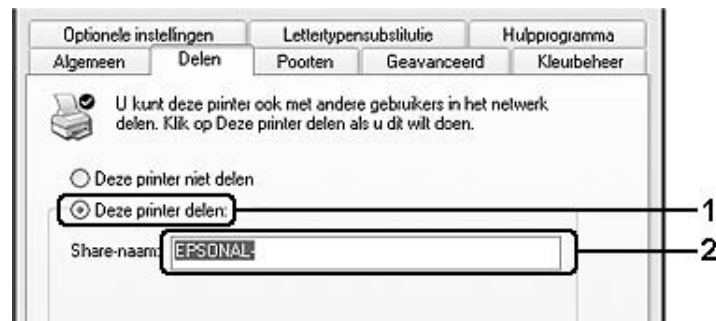 Optionele instellingen Lettertypensubstitutie Hulpprogramma
Algemeen Delen Poorten Geavanceerd Kleurbeheer
U kunt deze printer ook met andere gebruikers in het netwerk
delen. Klik op Deze printer delen als u dit wilt doen.
Deze printer niet delen
Deze printer delen: 1
Share-naam: EPSONAL- 2